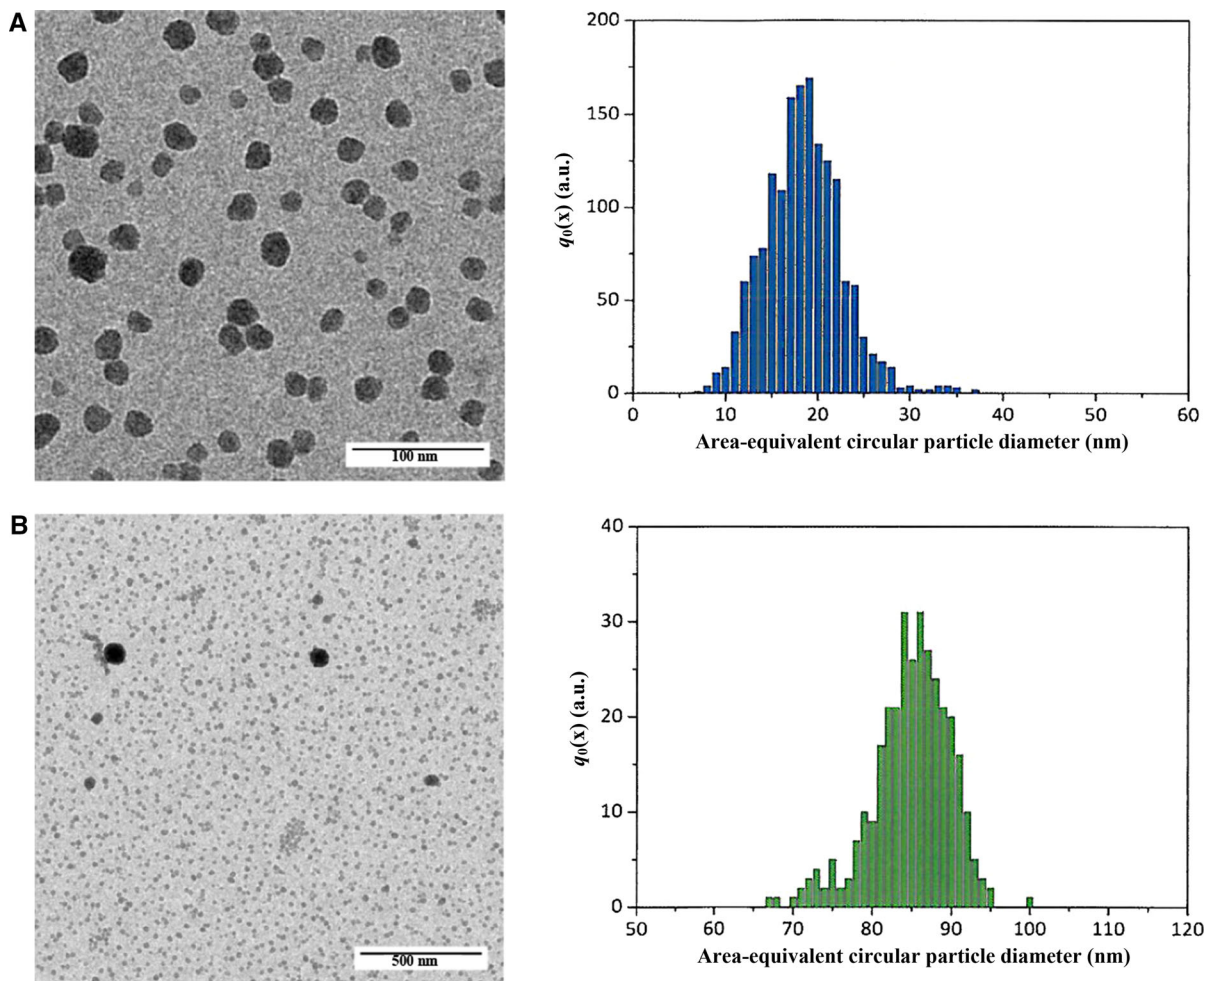 A
100 nm
200
150
100
50
0
q₀(x) (a.u.)
0 10 20 30 40 50 60
Area-equivalent circular particle diameter (nm)
B
500 nm
40
30
20
10
0
q₀(x) (a.u.)
50 60 70 80 90 100 110 120
Area-equivalent circular particle diameter (nm)